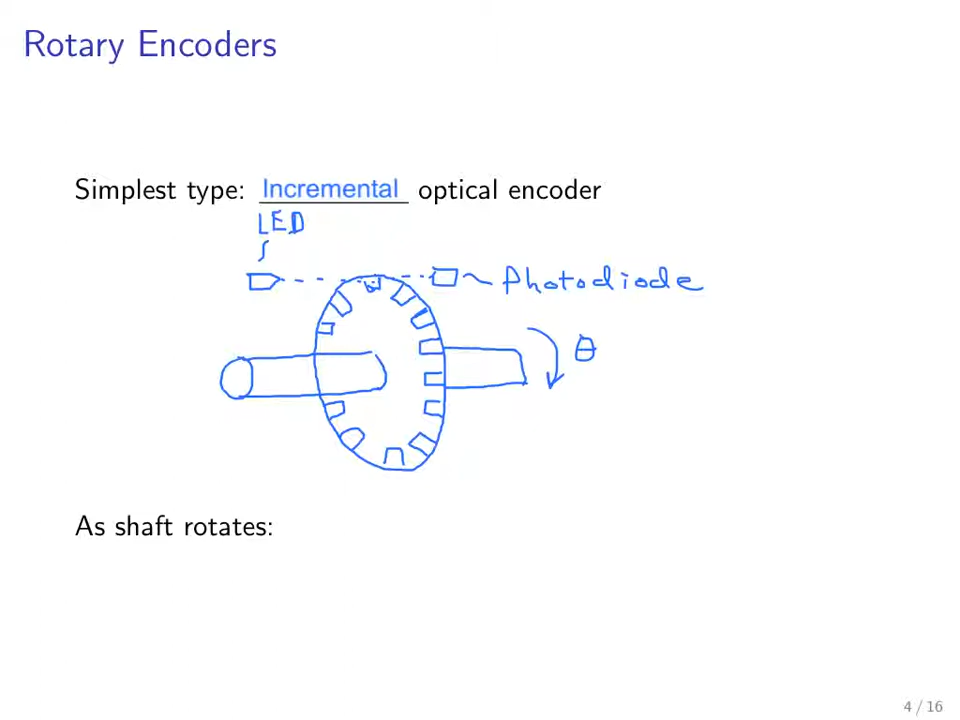 Rotary Encoders
Simplest type: Incremental optical encoder
LED
Photodiode
θ
As shaft rotates:
4 / 16